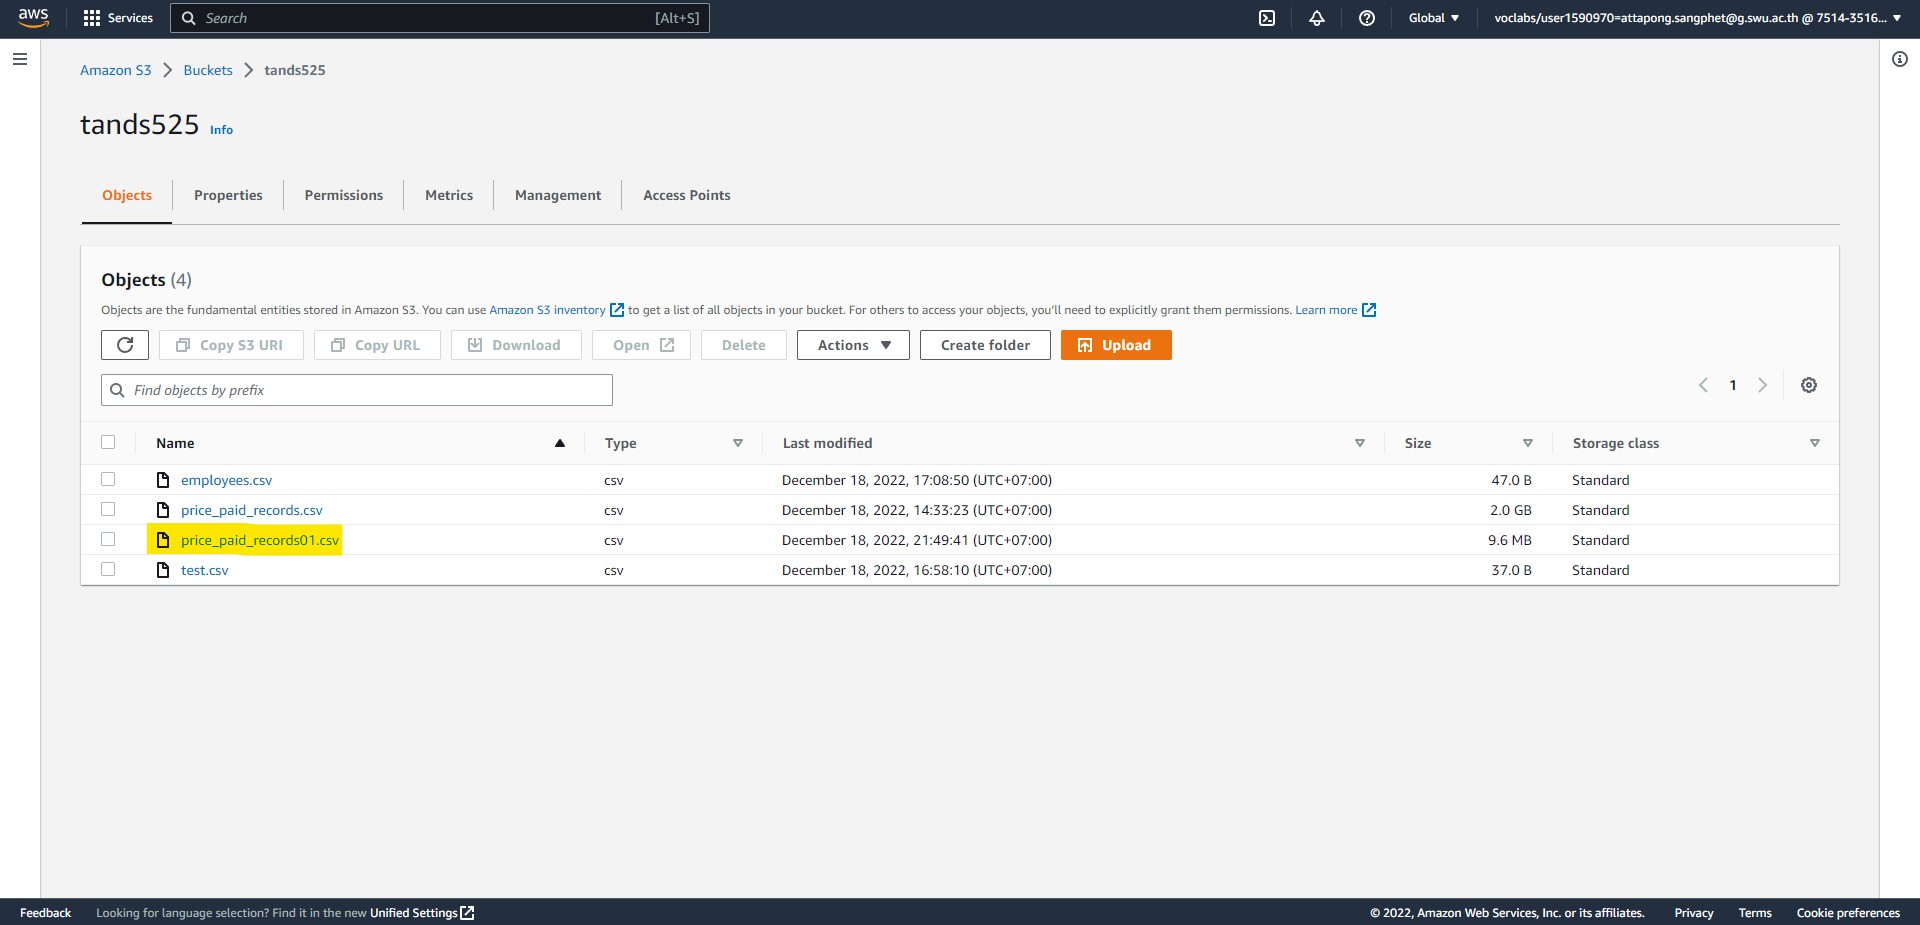 aws Services Search [Alt+S] Global voclabs/user1590970=attapong.sangphet@g.swu.ac.th @ 7514-3516...
Amazon S3 Buckets tands525
tands525 Info
Objects Properties Permissions Metrics Management Access Points
Objects (4)
Objects are the fundamental entities stored in Amazon S3. You can use Amazon S3 inventory to get a list of all objects in your bucket. For others to access your objects, you'll need to explicitly grant them permissions. Learn more
Copy S3 URI Copy URL Download Open Delete Actions Create folder Upload
Find objects by prefix 1
Name Type Last modified Size Storage class
employees.csv csv December 18, 2022, 17:08:50 (UTC+07:00) 47.0 B Standard
price_paid_records.csv csv December 18, 2022, 14:33:23 (UTC+07:00) 2.0 GB Standard
price_paid_records01.csv csv December 18, 2022, 21:49:41 (UTC+07:00) 9.6 MB Standard
test.csv csv December 18, 2022, 16:58:10 (UTC+07:00) 37.0 B Standard
Feedback Looking for language selection? Find it in the new Unified Settings © 2022, Amazon Web Services, Inc. or its affiliates. Privacy Terms Cookie preferences